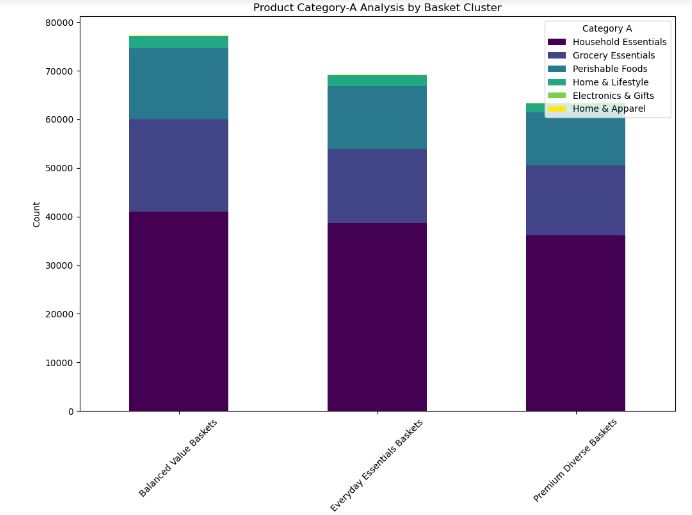 Product Category-A Analysis by Basket Cluster
80000
70000
60000
50000
40000
30000
20000
10000
0
Count
Category A
Household Essentials
Grocery Essentials
Perishable Foods
Home & Lifestyle
Electronics & Gifts
Home & Apparel
Balanced Value Baskets
Everyday Essentials Baskets
Premium Diverse Baskets